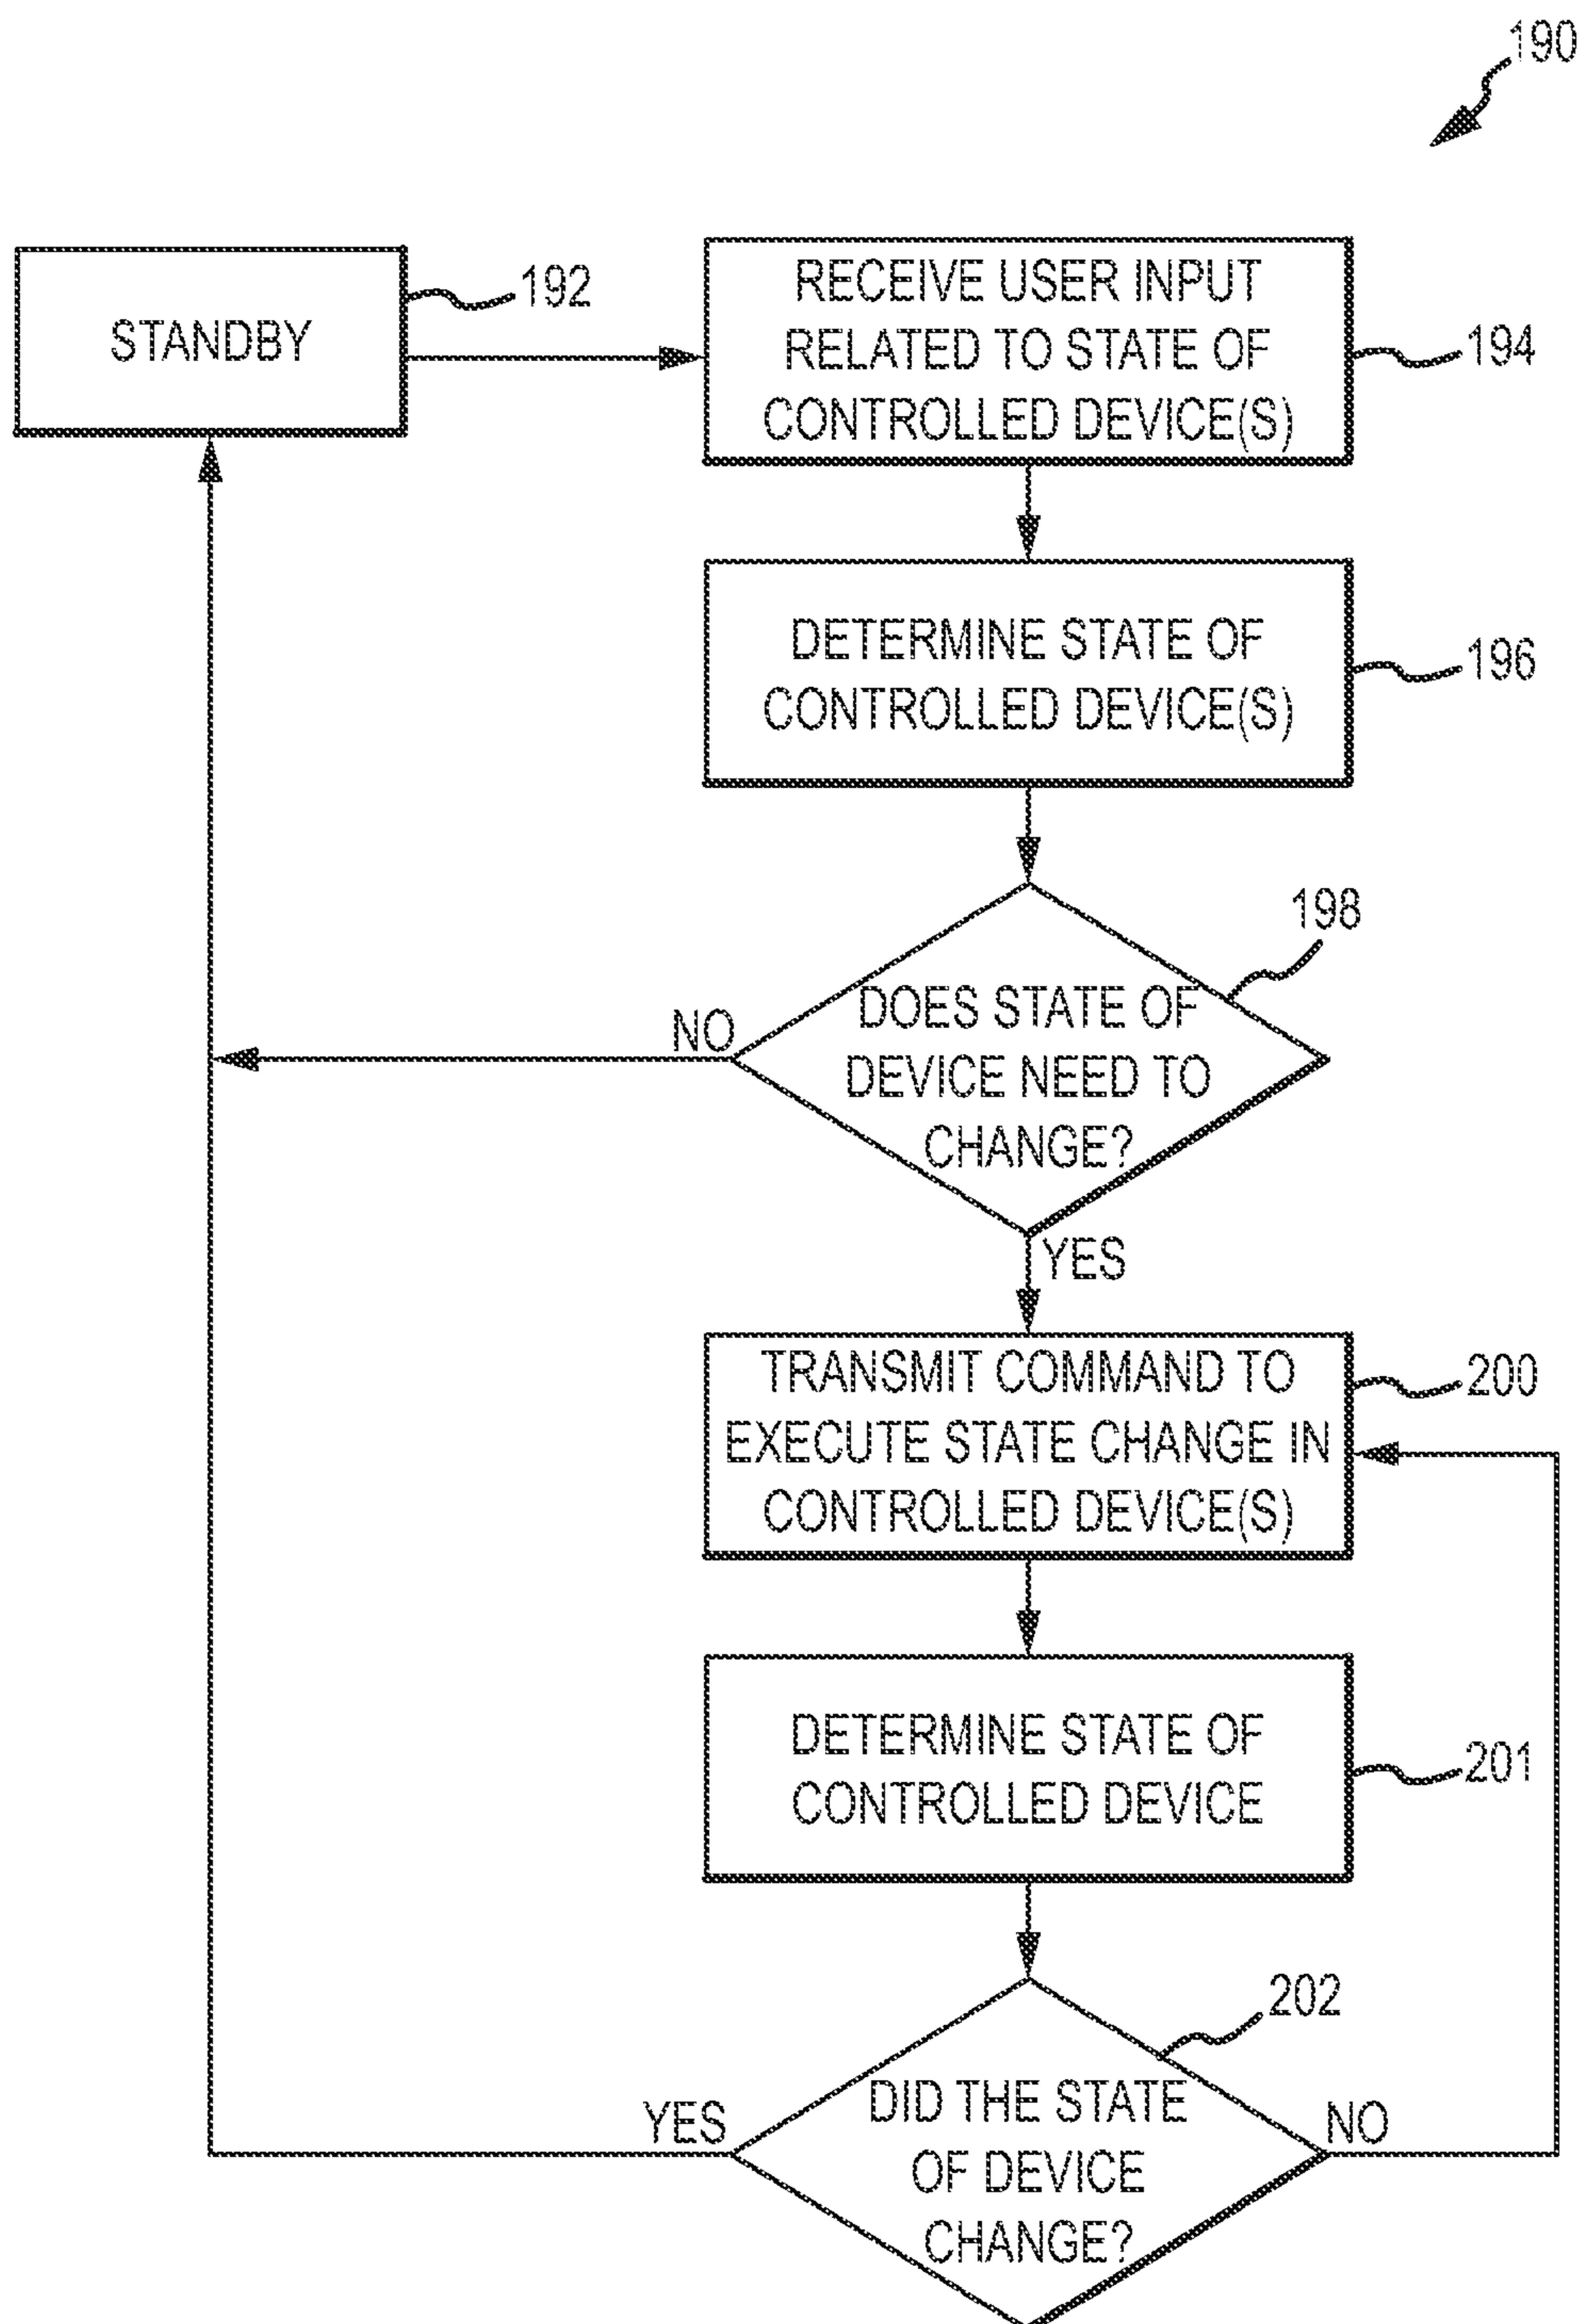 190
STANDBY
192
RECEIVE USER INPUT
RELATED TO STATE OF
CONTROLLED DEVICE(S)
194
DETERMINE STATE OF
CONTROLLED DEVICE(S)
196
198
DOES STATE OF
DEVICE NEED TO
CHANGE?
NO
YES
TRANSMIT COMMAND TO
EXECUTE STATE CHANGE IN
CONTROLLED DEVICE(S)
200
DETERMINE STATE OF
CONTROLLED DEVICE
201
202
DID THE STATE
OF DEVICE
CHANGE?
YES
NO